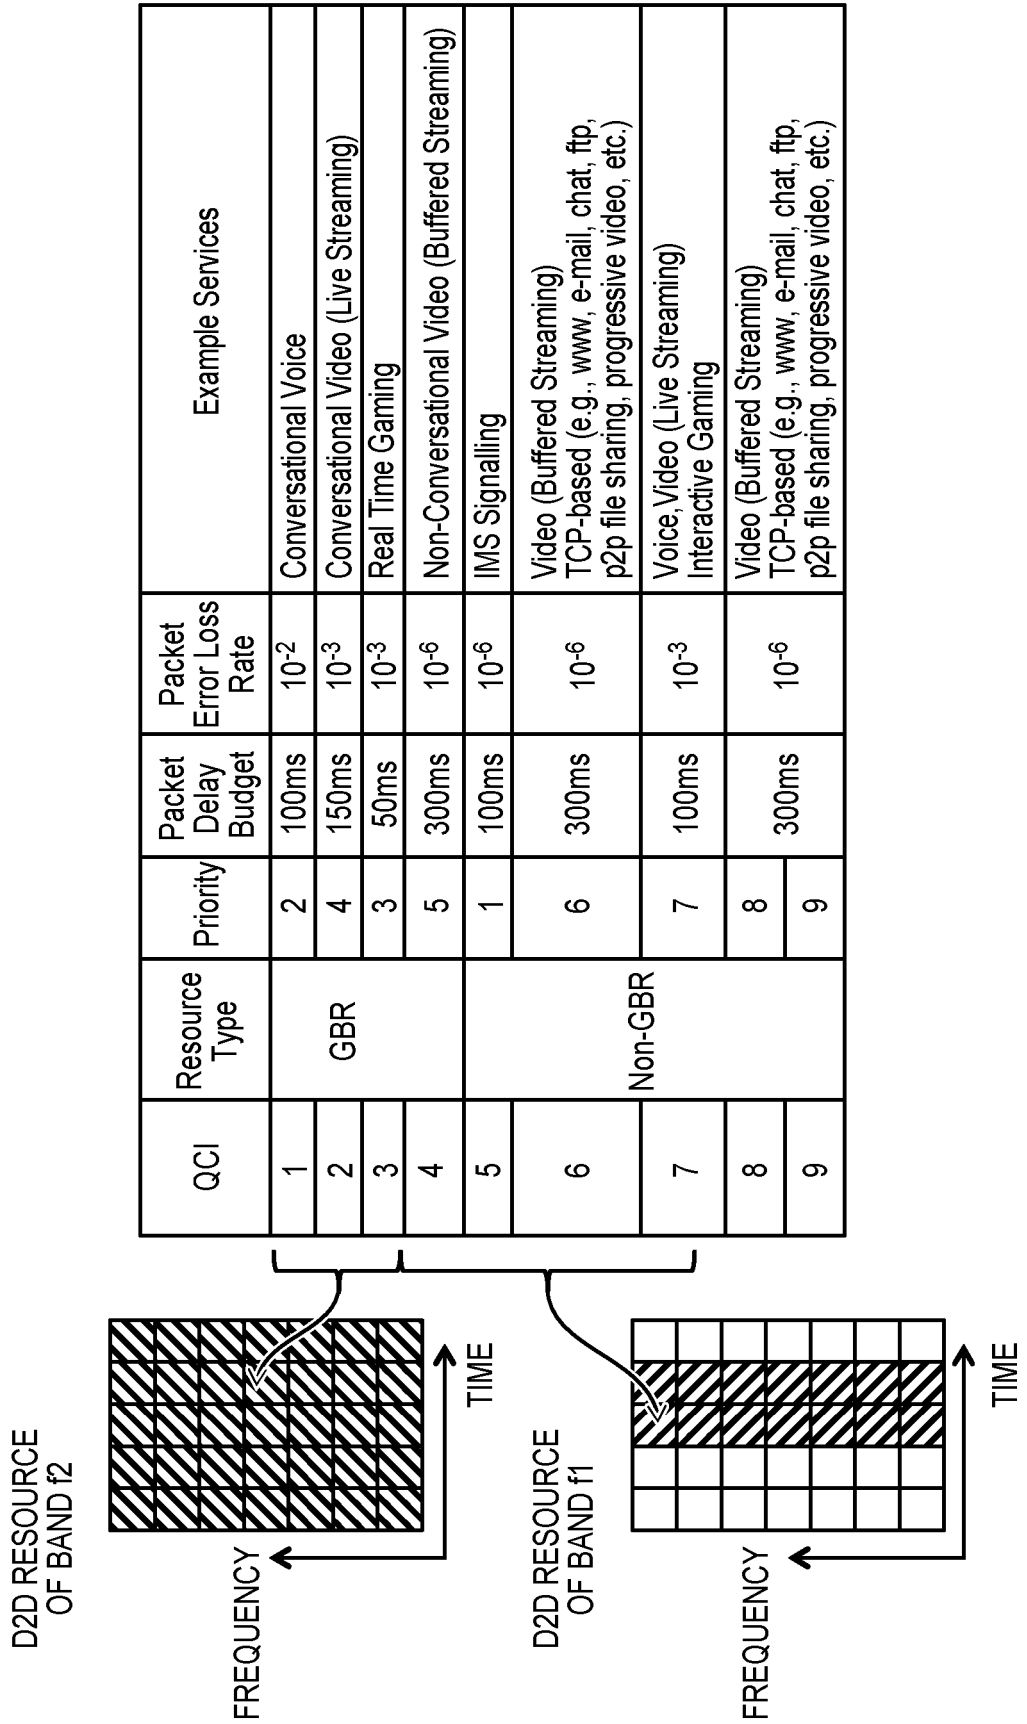 D2D RESOURCE
OF BAND f2
FREQUENCY
TIME
D2D RESOURCE
OF BAND f1
FREQUENCY
TIME
QCI
Resource
Type
Priority
Packet
Delay
Budget
Packet
Error Loss
Rate
Example Services
1
GBR
2
100ms
10-2
Conversational Voice
2
4
150ms
10-3
Conversational Video (Live Streaming)
3
3
50ms
10-3
Real Time Gaming
4
5
300ms
10-6
Non-Conversational Video (Buffered Streaming)
5
Non-GBR
1
100ms
10-6
IMS Signalling
6
6
300ms
10-6
Video (Buffered Streaming)
TCP-based (e.g., www, e-mail, chat, ftp,
p2p file sharing, progressive video, etc.)
7
7
100ms
10-3
Voice,Video (Live Streaming)
Interactive Gaming
8
8
300ms
10-6
Video (Buffered Streaming)
TCP-based (e.g., www, e-mail, chat, ftp,
p2p file sharing, progressive video, etc.)
9
9